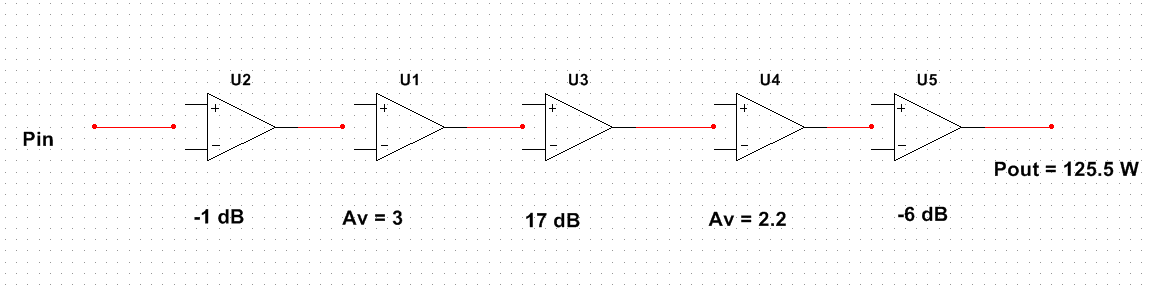 U2
U1
U3
U4
U5
+
+
+
+
+
−
−
−
−
−
Pin
Pout = 125.5 W
-1 dB
Av = 3
17 dB
Av = 2.2
-6 dB